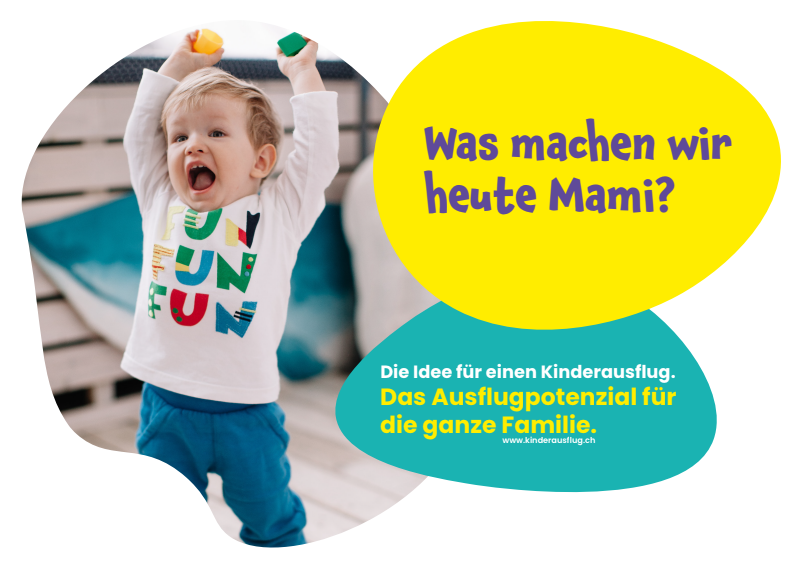 Was machen wir
heute Mami?
FUN
FUN
FUN
Die Idee für einen Kinderausflug.
Das Ausflugpotenzial für
die ganze Familie.
www.kinderausflug.ch